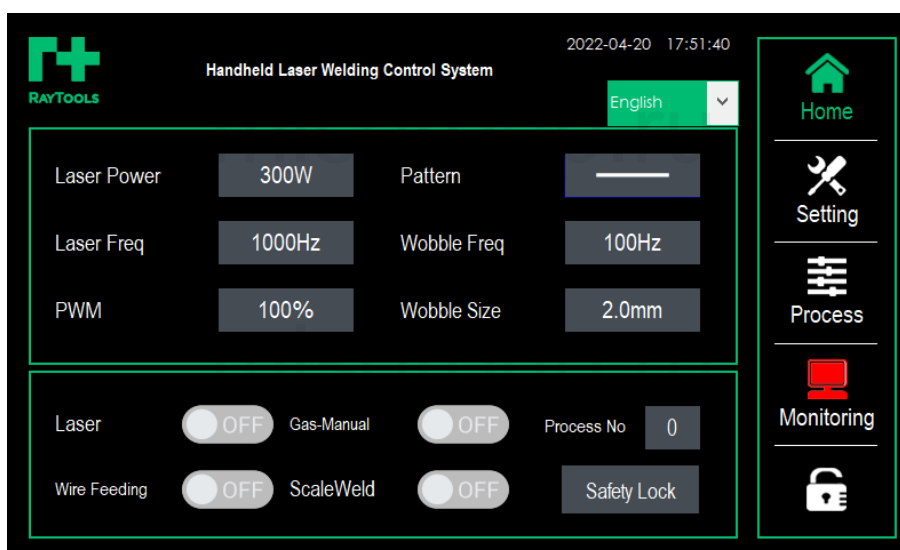 2022-04-20 17:51:40
Handheld Laser Welding Control System
RAYTOOLS
English
Home
Laser Power 300W Pattern
Setting
Laser Freq 1000Hz Wobble Freq 100Hz
PWM 100% Wobble Size 2.0mm
Process
Laser OFF Gas-Manual OFF Process No 0
Monitoring
Wire Feeding OFF ScaleWeld OFF Safety Lock